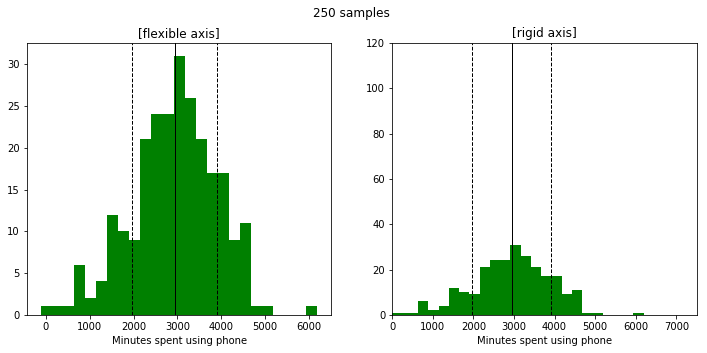 250 samples
[flexible axis]
30
25
20
15
10
5
0
0 1000 2000 3000 4000 5000 6000
Minutes spent using phone
[rigid axis]
120
100
80
60
40
20
0
0 1000 2000 3000 4000 5000 6000 7000
Minutes spent using phone